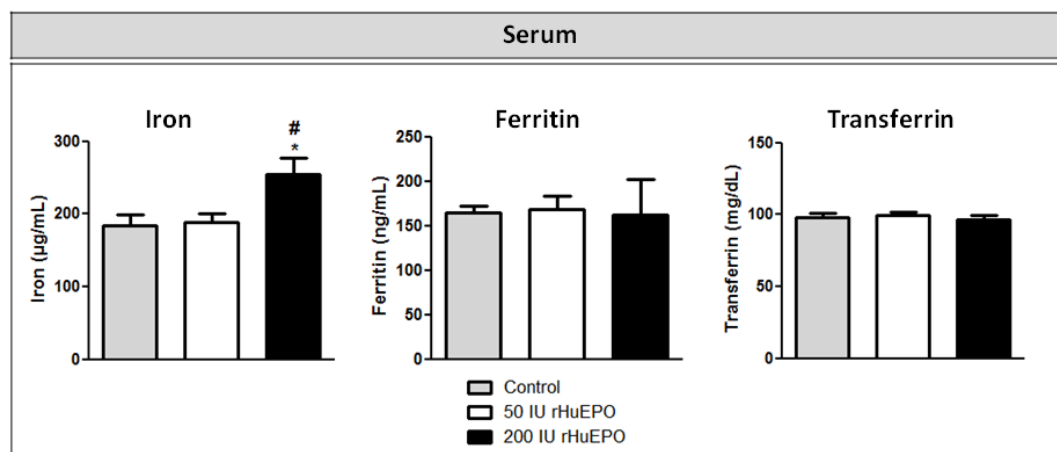 Serum
Iron
#
*
Iron (µg/mL)
300
200
100
0
Ferritin
Ferritin (ng/mL)
250
200
150
100
50
0
Transferrin
Transferrin (mg/dL)
150
100
50
0
Control
50 IU rHuEPO
200 IU rHuEPO